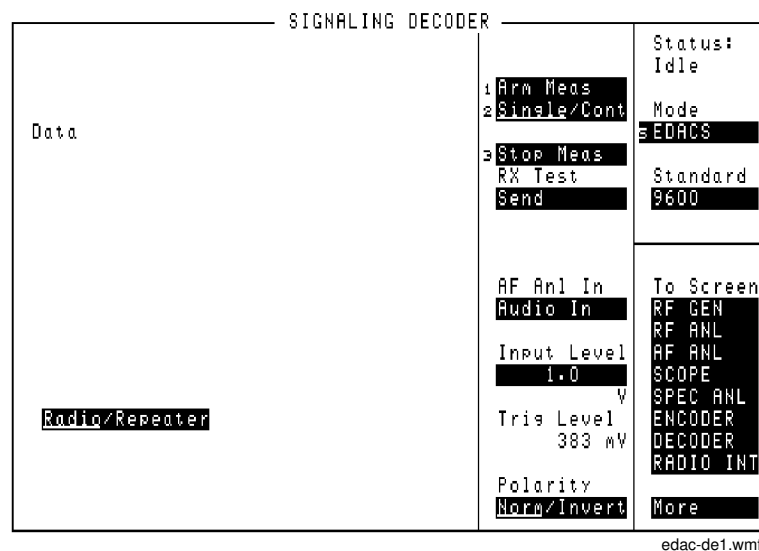 SIGNALING DECODER
Data
Radio/Repeater
1 Arm Meas
2 Single/Cont
3 Stop Meas
RX Test
Send
AF Anl In
Audio In
Input Level
1.0
V
Trig Level
383 mV
Polarity
Norm/Invert
Status:
Idle
Mode
S EDACS
Standard
9600
To Screen
RF GEN
RF ANL
AF ANL
SCOPE
SPEC ANL
ENCODER
DECODER
RADIO INT
More
edac-de1.wmf